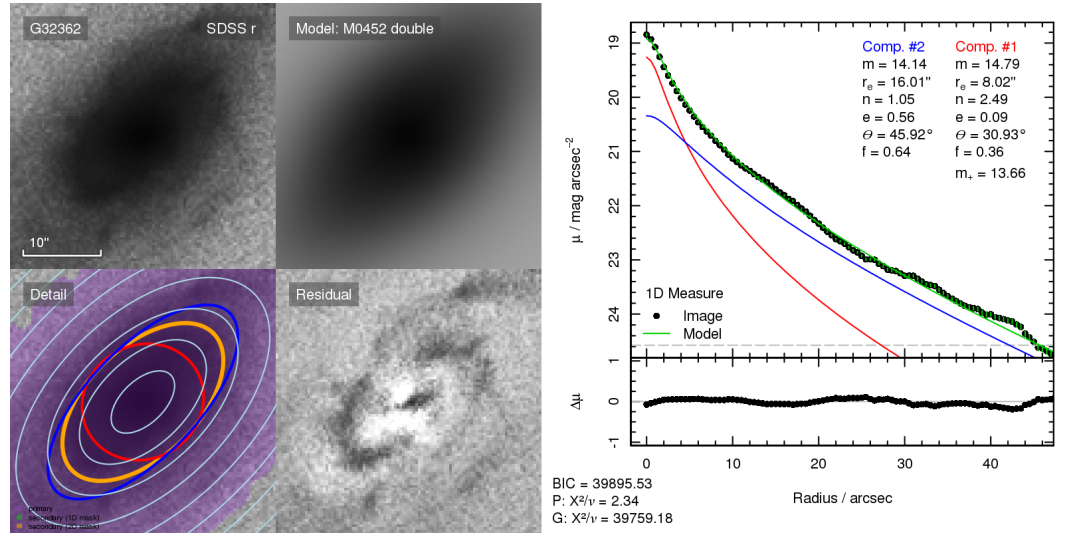 G32362
SDSS r
Model: M0452 double
10"
Detail
Residual
primary
secondary (1D mask)
secondary (2D mask)
19
20
21
22
23
24
µ / mag arcsec⁻²
Comp. #2
m = 14.14
rₑ = 16.01"
n = 1.05
e = 0.56
Θ = 45.92°
f = 0.64
Comp. #1
m = 14.79
rₑ = 8.02"
n = 2.49
e = 0.09
Θ = 30.93°
f = 0.36
m₊ = 13.66
1D Measure
Image
Model
1
0
-1
Δµ
0
10
20
30
40
Radius / arcsec
BIC = 39895.53
P: X²/ν = 2.34
G: X²/ν = 39759.18